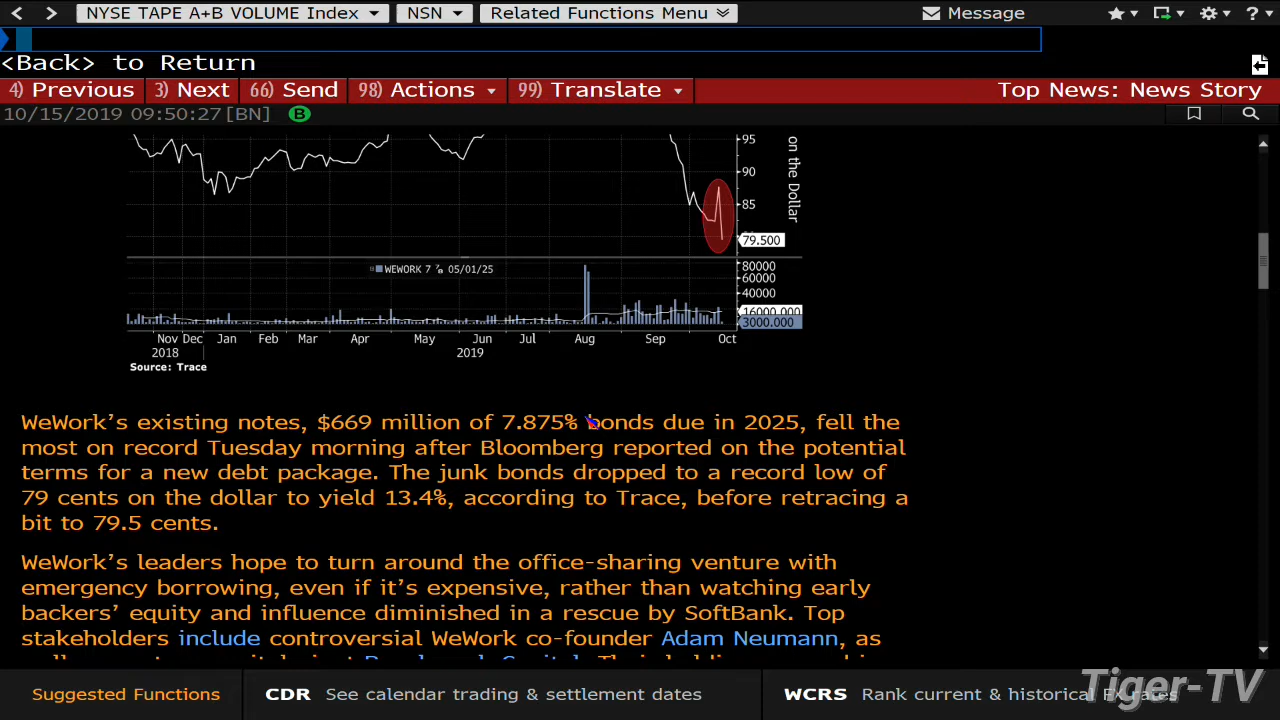 NYSE TAPE A+B VOLUME Index NSN Related Functions Menu Message
<Back> to Return
4) Previous 3) Next 66) Send 98) Actions 99) Translate Top News: News Story
10/15/2019 09:50:27 [BN] B
95
90
on the Dollar
85
79.500
WEWORK 7 ⅞ 05/01/25
80000
60000
40000
16000.000
3000.000
Nov Dec Jan Feb Mar Apr May Jun Jul Aug Sep Oct
2018 2019
Source: Trace
WeWork's existing notes, $669 million of 7.875% bonds due in 2025, fell the
most on record Tuesday morning after Bloomberg reported on the potential
terms for a new debt package. The junk bonds dropped to a record low of
79 cents on the dollar to yield 13.4%, according to Trace, before retracing a
bit to 79.5 cents.
WeWork's leaders hope to turn around the office-sharing venture with
emergency borrowing, even if it's expensive, rather than watching early
backers' equity and influence diminished in a rescue by SoftBank. Top
stakeholders include controversial WeWork co-founder Adam Neumann, as
Suggested Functions CDR See calendar trading & settlement dates WCRS Rank current & historical FX rates
Tiger-TV